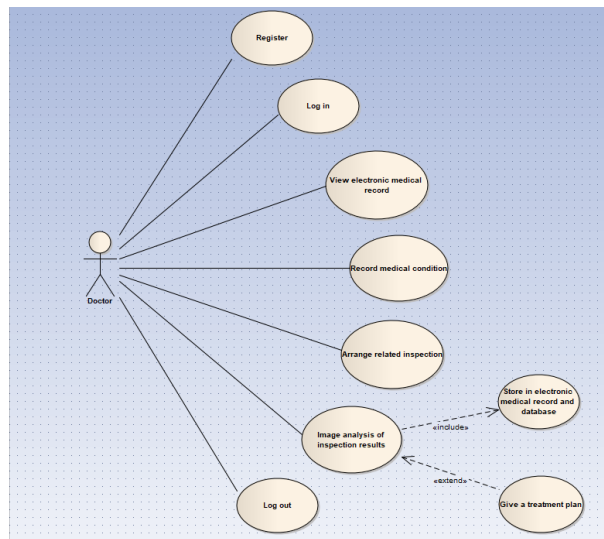 Register
Log in
View electronic medical
record
Record medical condition
Doctor
Arrange related inspection
Store in electronic
medical record and
database
Image analysis of
inspection results
«include»
«extend»
Give a treatment plan
Log out